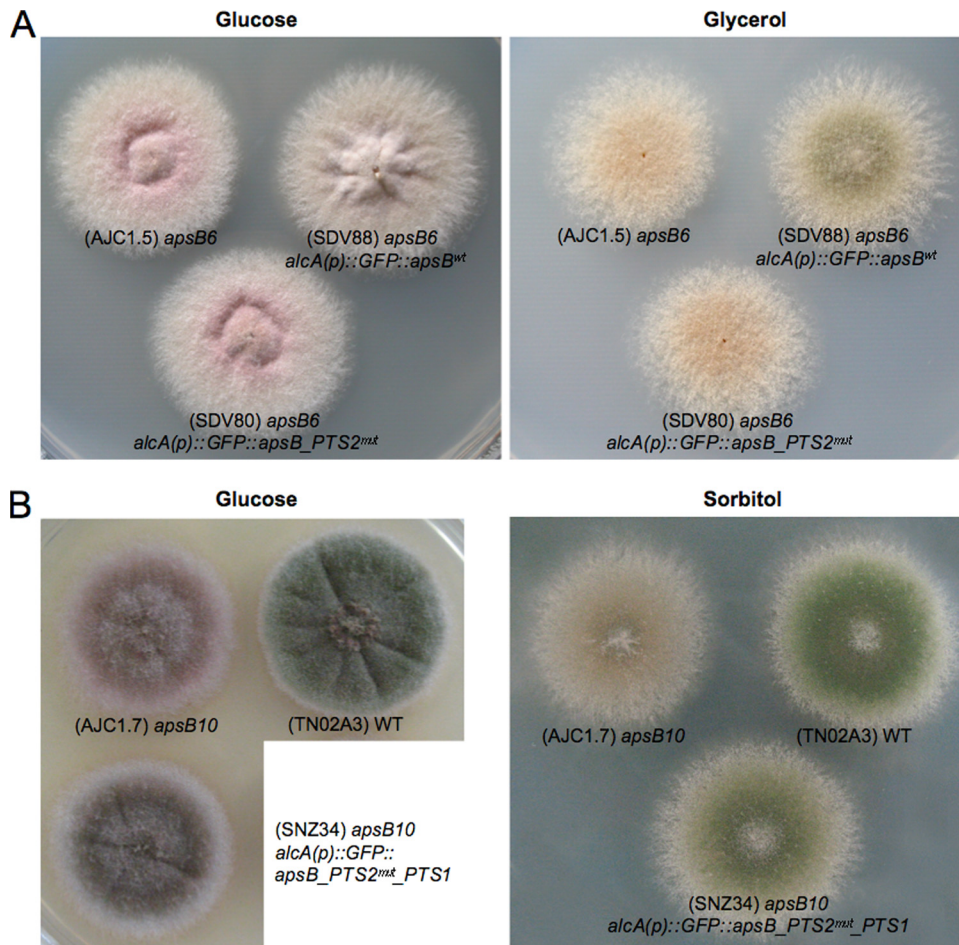 A
Glucose
Glycerol
(AJC1.5) apsB6
(SDV88) apsB6
alcA(p)::GFP::apsBwt
(SDV80) apsB6
alcA(p)::GFP::apsB_PTS2mut
(AJC1.5) apsB6
(SDV88) apsB6
alcA(p)::GFP::apsBwt
(SDV80) apsB6
alcA(p)::GFP::apsB_PTS2mut
B
Glucose
Sorbitol
(AJC1.7) apsB10
(TN02A3) WT
(SNZ34) apsB10
alcA(p)::GFP::
apsB_PTS2mut_PTS1
(AJC1.7) apsB10
(TN02A3) WT
(SNZ34) apsB10
alcA(p)::GFP::apsB_PTS2mut_PTS1